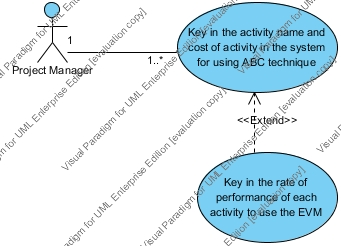 Key in the activity name and
cost of activity in the system
for using ABC technique
1
1..*
Project Manager
<<Extend>>
Key in the rate of
performance of each
activity to use the EVM
Visual Paradigm for UML Enterprise Edition [evaluation copy]